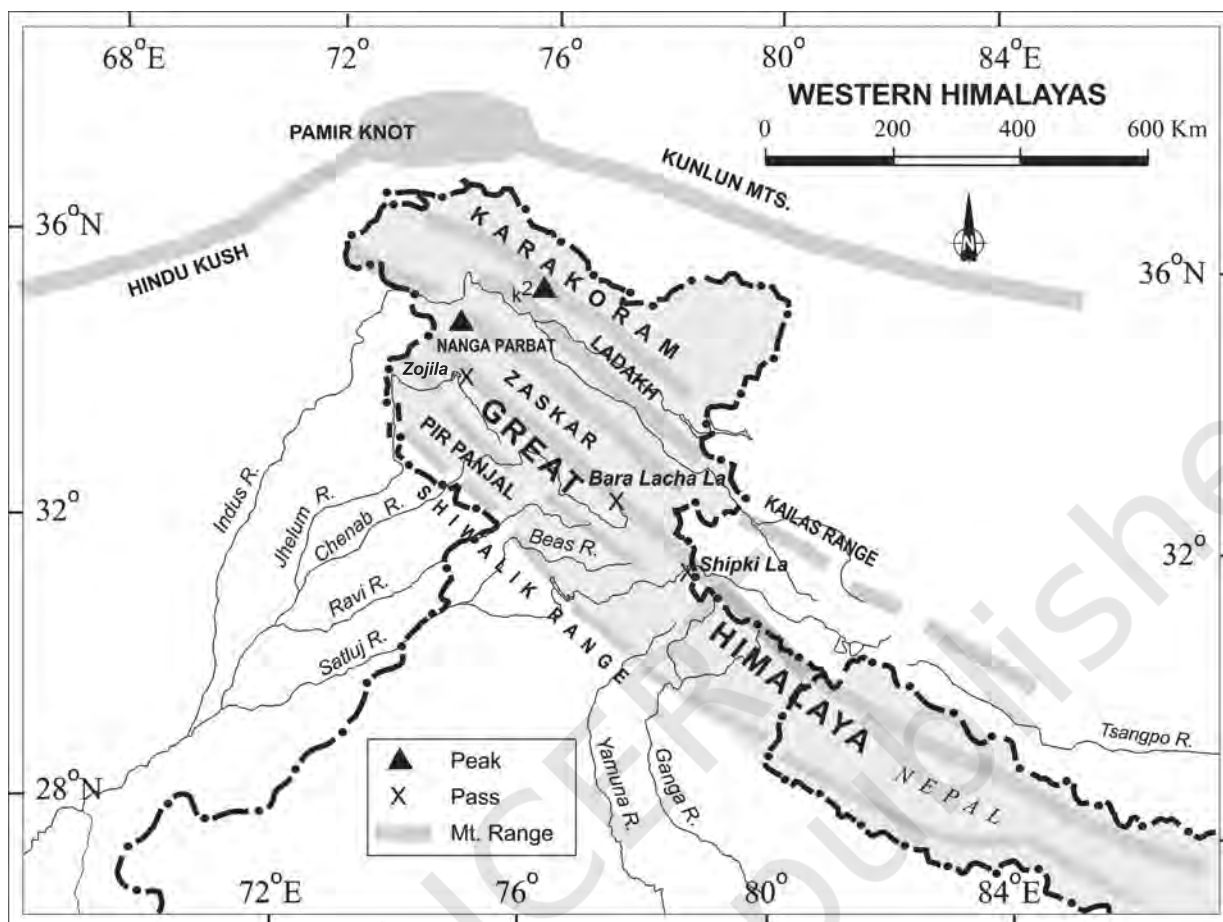 68°E
72°
76°
80°
84°E
WESTERN HIMALAYAS
0 200 400 600 Km
PAMIR KNOT
KUNLUN MTS.
HINDU KUSH
36°N
36°N
N
KARAKORAM
k2
NANGA PARBAT
LADAKH
Zojila
ZASKAR
GREAT
PIR PANJAL
Bara Lacha La
Indus R.
Jhelum R.
Chenab R.
SHIWALIK RANGE
KAILAS RANGE
32°
32°
Beas R.
Shipki La
Ravi R.
Satluj R.
HIMALAYA
Tsangpo R.
Yamuna R.
Ganga R.
NEPAL
28°N
Peak
X Pass
Mt. Range
72°E
76°
80°
84°E